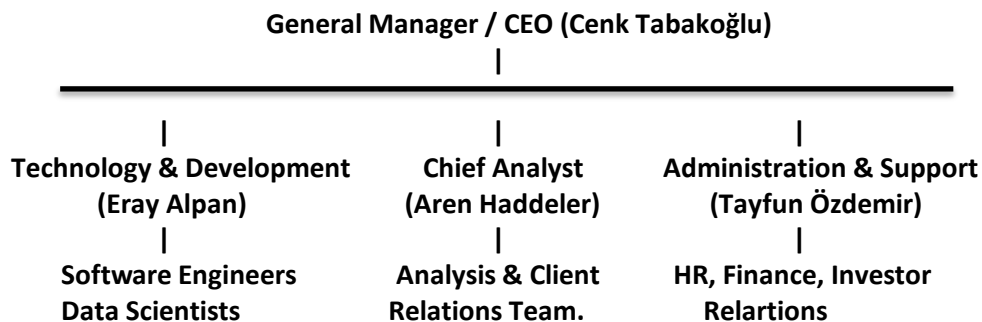 General Manager / CEO (Cenk Tabakoğlu)
Technology & Development
(Eray Alpan)
Chief Analyst
(Aren Haddeler)
Administration & Support
(Tayfun Özdemir)
Software Engineers
Data Scientists
Analysis & Client
Relations Team.
HR, Finance, Investor
Relartions